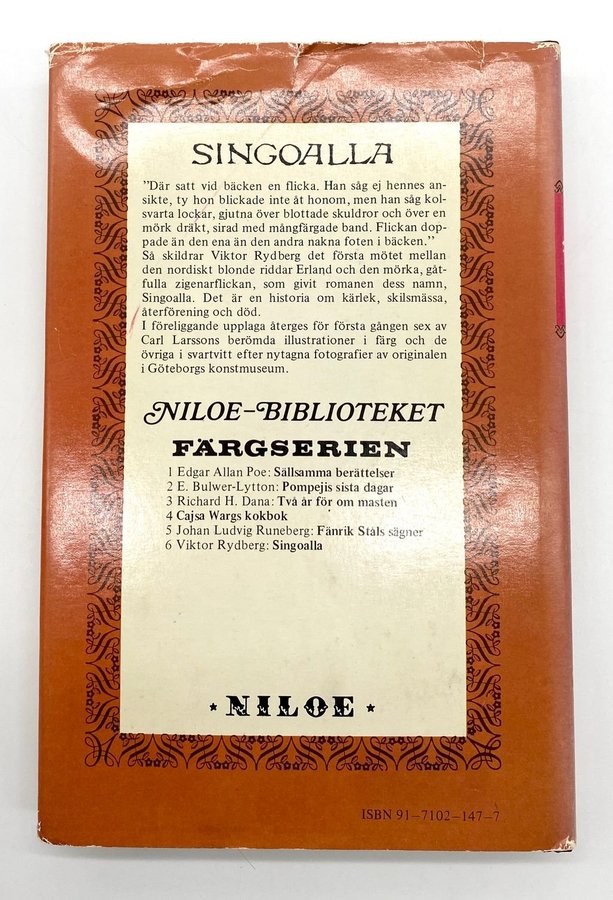 SINGOALLA
"Där satt vid bäcken en flicka. Han såg ej hennes an-
sikte, ty hon blickade inte åt honom, men han såg kol-
svarta lockar, gjutna över blottade skuldror och över en
mörk dräkt, sirad med mångfärgade band. Flickan dop-
pade än den ena än den andra nakna foten i bäcken."
Så skildrar Viktor Rydberg det första mötet mellan
den nordiskt blonde riddar Erland och den mörka, gåt-
fulla zigenarflickan, som givit romanen dess namn,
Singoalla. Det är en historia om kärlek, skilsmässa,
återförening och död.
I föreliggande upplaga återges för första gången sex av
Carl Larssons berömda illustrationer i färg och de
övriga i svartvitt efter nytagna fotografier av originalen
i Göteborgs konstmuseum.
NILOE-BIBLIOTEKET
FÄRGSERIEN
1 Edgar Allan Poe: Sällsamma berättelser
2 E. Bulwer-Lytton: Pompejis sista dagar
3 Richard H. Dana: Två år för om masten
4 Cajsa Wargs kokbok
5 Johan Ludvig Runeberg: Fänrik Ståls sägner
6 Viktor Rydberg: Singoalla
* NILOE *
ISBN 91-7102-147-7